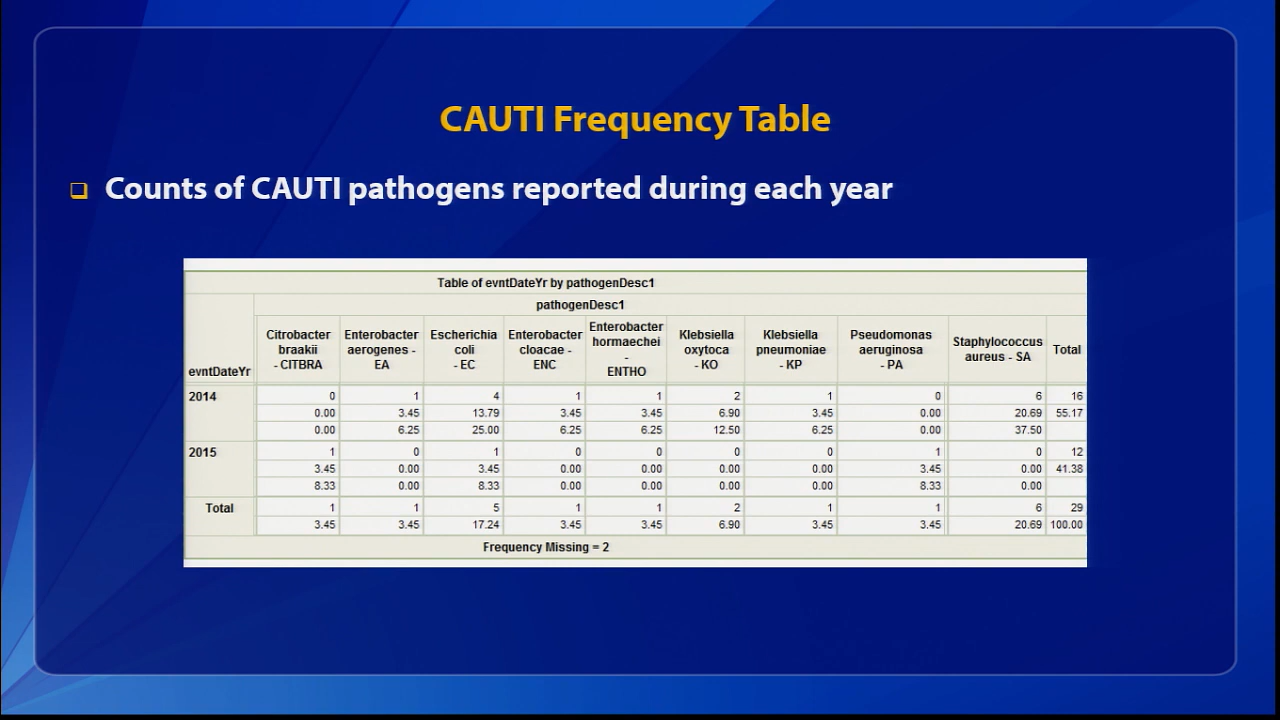 CAUTI Frequency Table
Counts of CAUTI pathogens reported during each year
Table of evntDateYr by pathogenDesc1
pathogenDesc1
evntDateYr
Citrobacter braakii - CITBRA
Enterobacter aerogenes - EA
Escherichia coli - EC
Enterobacter cloacae - ENC
Enterobacter hormaechei - ENTHO
Klebsiella oxytoca - KO
Klebsiella pneumoniae - KP
Pseudomonas aeruginosa - PA
Staphylococcus aureus - SA
Total
2014 0 1 4 1 1 2 1 0 6 16
0.00 3.45 13.79 3.45 3.45 6.90 3.45 0.00 20.69 55.17
0.00 6.25 25.00 6.25 6.25 12.50 6.25 0.00 37.50
2015 1 0 1 0 0 0 0 1 0 12
3.45 0.00 3.45 0.00 0.00 0.00 0.00 3.45 0.00 41.38
8.33 0.00 8.33 0.00 0.00 0.00 0.00 8.33 0.00
Total 1 1 5 1 1 2 1 1 6 29
3.45 3.45 17.24 3.45 3.45 6.90 3.45 3.45 20.69 100.00
Frequency Missing = 2